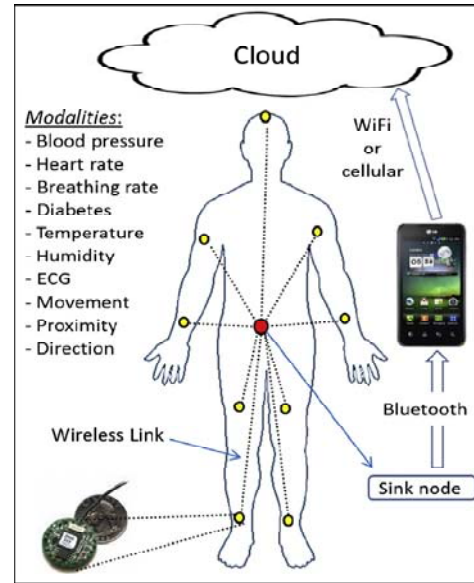 Cloud
Modalities:
- Blood pressure
- Heart rate
- Breathing rate
- Diabetes
- Temperature
- Humidity
- ECG
- Movement
- Proximity
- Direction
WiFi
or
cellular
LG
Bluetooth
Wireless Link
Sink node